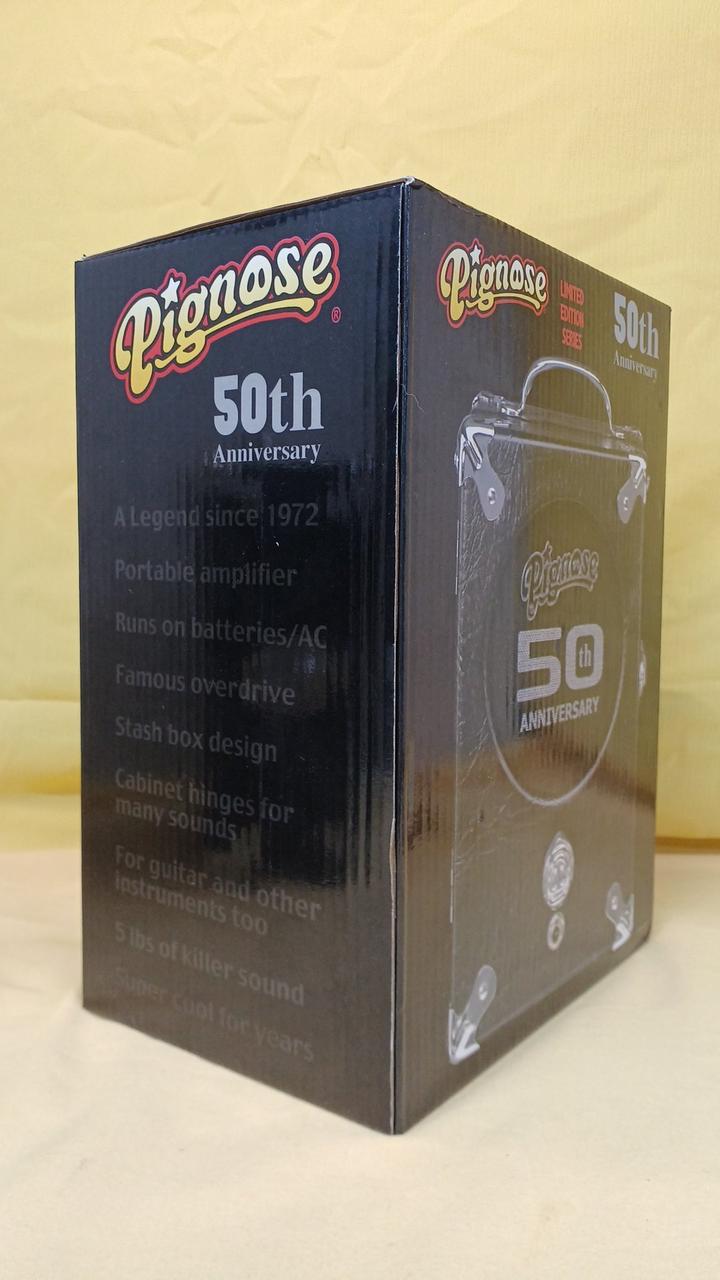 Pignose
®
50th
Anniversary
A Legend since 1972
Portable amplifier
Runs on batteries/AC
Famous overdrive
Stash box design
Cabinet hinges for
many sounds
For guitar and other
instruments too
5 lbs of killer sound
Super cool for years
Pignose
LIMITED
EDITION
SERIES
50th
Anniversary
Pignose
50th
ANNIVERSARY